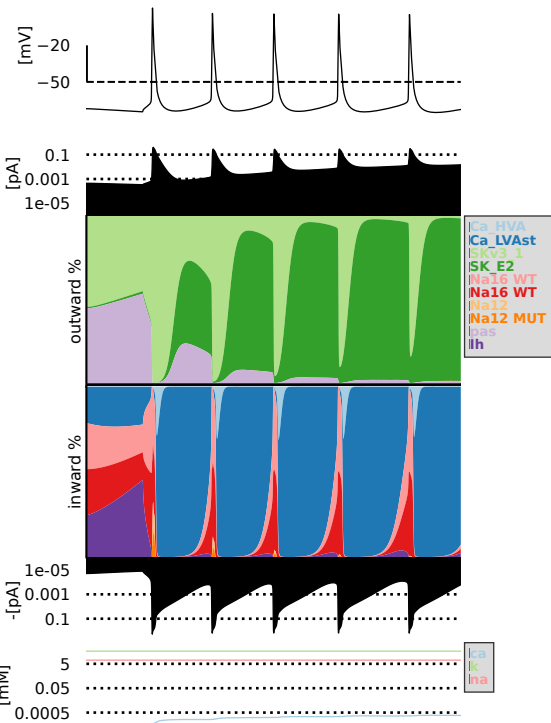 [mV]
−20
−50
[pA]
0.1
0.001
1e-05
outward %
Ca_HVA
Ca_LVAst
SKv3_1
SK_E2
Na16 WT
Na16 WT
Na12
Na12 MUT
pas
Ih
inward %
-[pA]
1e-05
0.001
0.1
[mM]
5
0.05
0.0005
ca
k
na